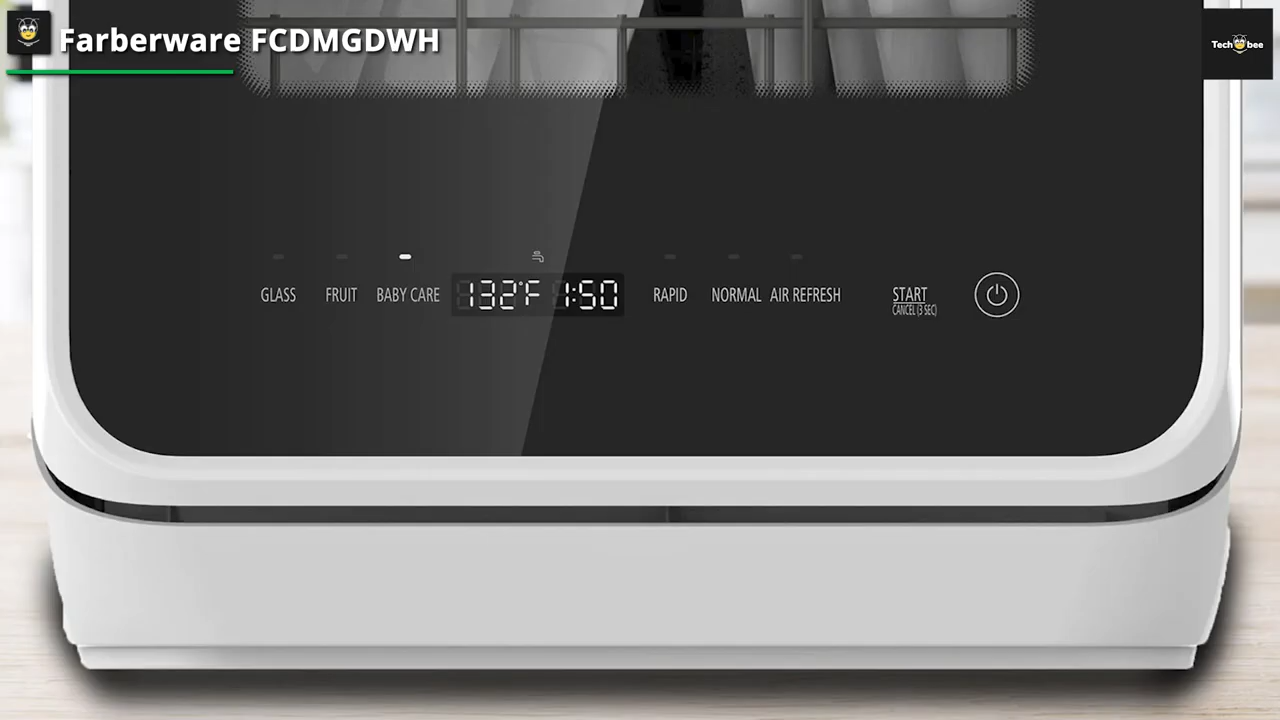 Farberware FCDMGDWH
Tech bee
GLASS FRUIT BABY CARE 132°F 1:50 RAPID NORMAL AIR REFRESH START
CANCEL (3 SEC)